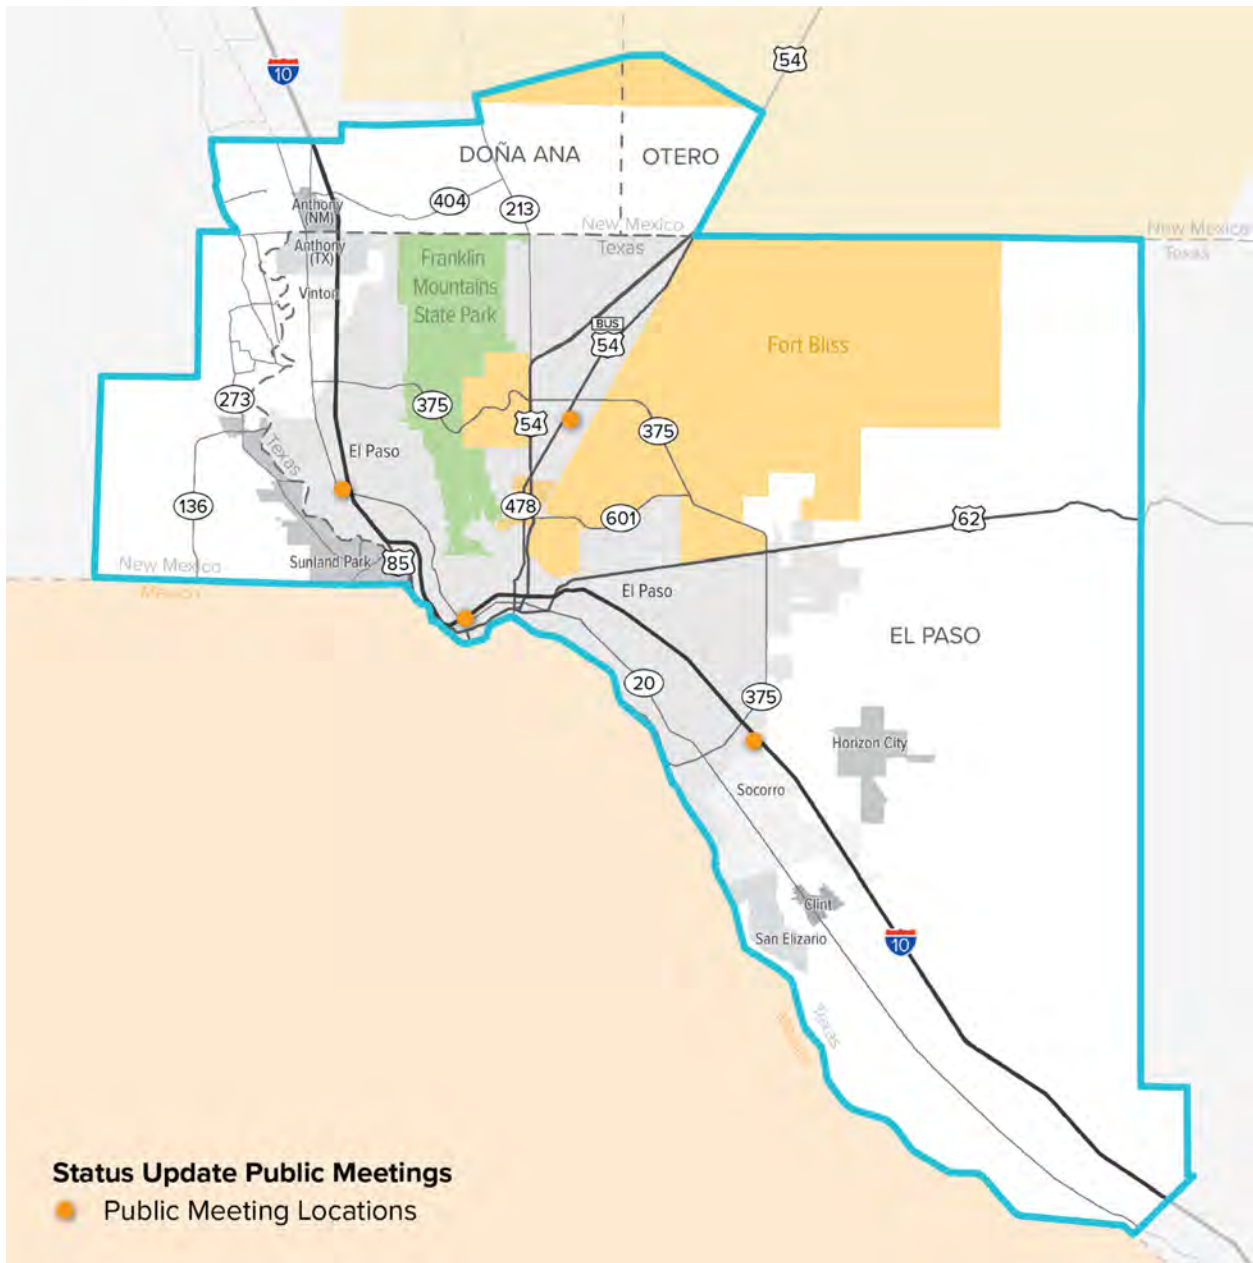 10
54
DOÑA ANA
OTERO
404
213
Anthony
(NM)
New Mexico
Texas
New Mexico
Texas
Anthony
(TX)
Franklin
Mountains
State Park
Vinton
BUS
54
Fort Bliss
273
375
54
375
Texas
El Paso
136
478
601
62
New Mexico
Mexico
Sunland Park
85
El Paso
EL PASO
20
375
Horizon City
Socorro
Clint
San Elizario
10
Texas
Mexico
Status Update Public Meetings
Public Meeting Locations